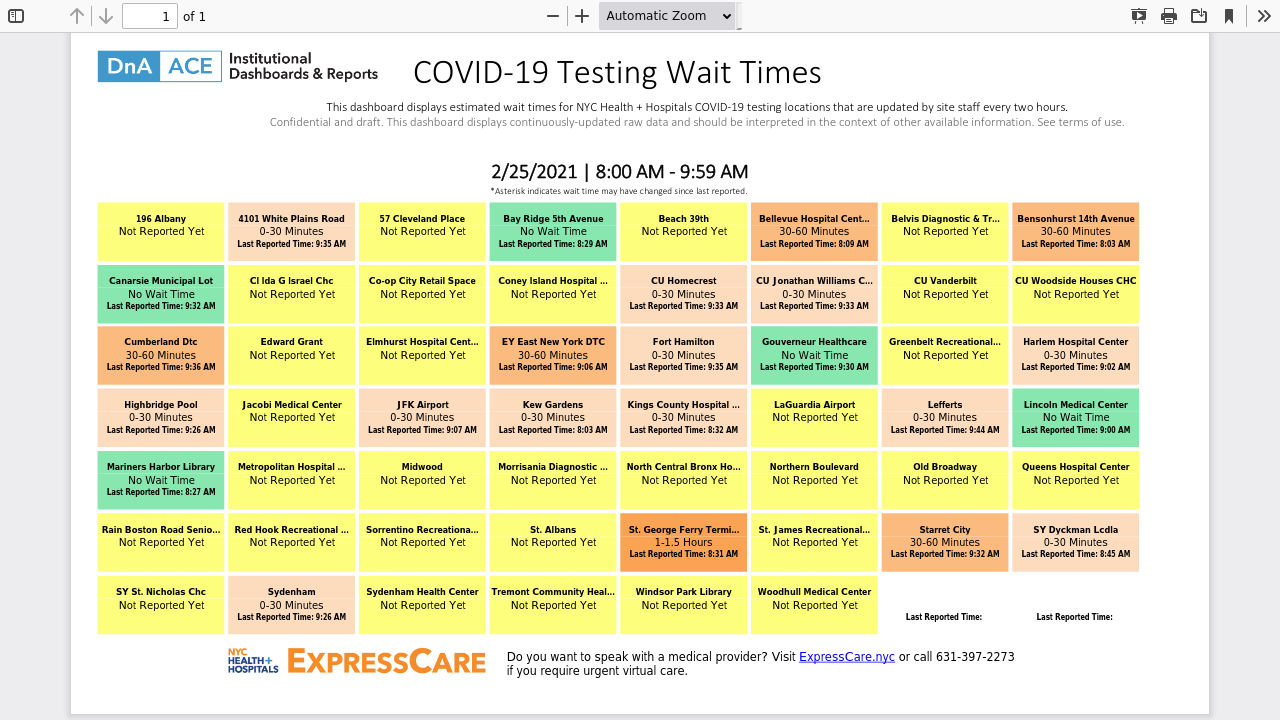 1 of 1
Automatic Zoom
DnA ACE Institutional
Dashboards & Reports
COVID-19 Testing Wait Times
This dashboard displays estimated wait times for NYC Health + Hospitals COVID-19 testing locations that are updated by site staff every two hours.
Confidential and draft. This dashboard displays continuously-updated raw data and should be interpreted in the context of other available information. See terms of use.
2/25/2021 | 8:00 AM - 9:59 AM
*Asterisk indicates wait time may have changed since last reported.
196 Albany
Not Reported Yet
4101 White Plains Road
0-30 Minutes
Last Reported Time: 9:35 AM
57 Cleveland Place
Not Reported Yet
Bay Ridge 5th Avenue
No Wait Time
Last Reported Time: 8:29 AM
Beach 39th
Not Reported Yet
Bellevue Hospital Cent...
30-60 Minutes
Last Reported Time: 8:09 AM
Belvis Diagnostic & Tr...
Not Reported Yet
Bensonhurst 14th Avenue
30-60 Minutes
Last Reported Time: 8:03 AM
Canarsie Municipal Lot
No Wait Time
Last Reported Time: 9:32 AM
CI Ida G Israel Chc
Not Reported Yet
Co-op City Retail Space
Not Reported Yet
Coney Island Hospital ...
Not Reported Yet
CU Homecrest
0-30 Minutes
Last Reported Time: 9:33 AM
CU Jonathan Williams C...
0-30 Minutes
Last Reported Time: 9:33 AM
CU Vanderbilt
Not Reported Yet
CU Woodside Houses CHC
Not Reported Yet
Cumberland Dtc
30-60 Minutes
Last Reported Time: 9:36 AM
Edward Grant
Not Reported Yet
Elmhurst Hospital Cent...
Not Reported Yet
EY East New York DTC
30-60 Minutes
Last Reported Time: 9:06 AM
Fort Hamilton
0-30 Minutes
Last Reported Time: 9:35 AM
Gouverneur Healthcare
No Wait Time
Last Reported Time: 9:30 AM
Greenbelt Recreational...
Not Reported Yet
Harlem Hospital Center
0-30 Minutes
Last Reported Time: 9:02 AM
Highbridge Pool
0-30 Minutes
Last Reported Time: 9:26 AM
Jacobi Medical Center
Not Reported Yet
JFK Airport
0-30 Minutes
Last Reported Time: 9:07 AM
Kew Gardens
0-30 Minutes
Last Reported Time: 8:03 AM
Kings County Hospital ...
0-30 Minutes
Last Reported Time: 8:32 AM
LaGuardia Airport
Not Reported Yet
Lefferts
0-30 Minutes
Last Reported Time: 9:44 AM
Lincoln Medical Center
No Wait Time
Last Reported Time: 9:00 AM
Mariners Harbor Library
No Wait Time
Last Reported Time: 8:27 AM
Metropolitan Hospital ...
Not Reported Yet
Midwood
Not Reported Yet
Morrisania Diagnostic ...
Not Reported Yet
North Central Bronx Ho...
Not Reported Yet
Northern Boulevard
Not Reported Yet
Old Broadway
Not Reported Yet
Queens Hospital Center
Not Reported Yet
Rain Boston Road Senio...
Not Reported Yet
Red Hook Recreational ...
Not Reported Yet
Sorrentino Recreationa...
Not Reported Yet
St. Albans
Not Reported Yet
St. George Ferry Termi...
1-1.5 Hours
Last Reported Time: 8:31 AM
St. James Recreational...
Not Reported Yet
Starret City
30-60 Minutes
Last Reported Time: 9:32 AM
SY Dyckman Lcdla
0-30 Minutes
Last Reported Time: 8:45 AM
SY St. Nicholas Chc
Not Reported Yet
Sydenham
0-30 Minutes
Last Reported Time: 9:26 AM
Sydenham Health Center
Not Reported Yet
Tremont Community Heal...
Not Reported Yet
Windsor Park Library
Not Reported Yet
Woodhull Medical Center
Not Reported Yet
Last Reported Time:
Last Reported Time:
NYC
HEALTH+
HOSPITALS
EXPRESSCARE
Do you want to speak with a medical provider? Visit ExpressCare.nyc or call 631-397-2273
if you require urgent virtual care.